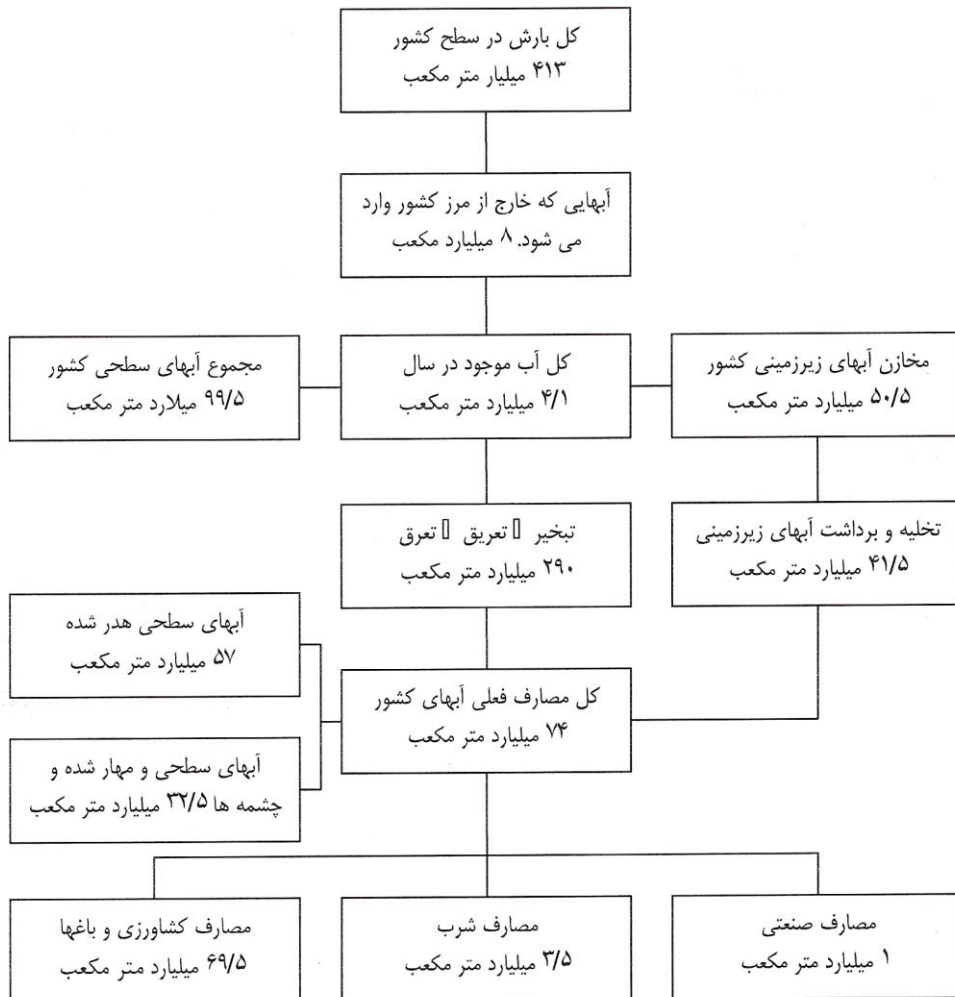 کل بارش در سطح کشور
۴۱۳ میلیار متر مکعب
آبهایی که خارج از مرز کشور وارد
می شود. ۸ میلیارد مکعب
مجموع آبهای سطحی کشور
۹۹/۵ میلارد متر مکعب
کل آب موجود در سال
۴/۱ میلیارد متر مکعب
مخازن آبهای زیرزمینی کشور
۵۰/۵ میلیارد متر مکعب
تبخیر تعریق تعرق
۲۹۰ میلیارد متر مکعب
تخلیه و برداشت آبهای زیرزمینی
۴۱/۵ میلیارد متر مکعب
آبهای سطحی هدر شده
۵۷ میلیارد متر مکعب
کل مصارف فعلی آبهای کشور
۷۴ میلیارد متر مکعب
آبهای سطحی و مهار شده و
چشمه ها ۳۲/۵ میلیارد متر مکعب
مصارف کشاورزی و باغها
۶۹/۵ میلیارد متر مکعب
مصارف شرب
۳/۵ میلیارد متر مکعب
مصارف صنعتی
۱ میلیارد متر مکعب